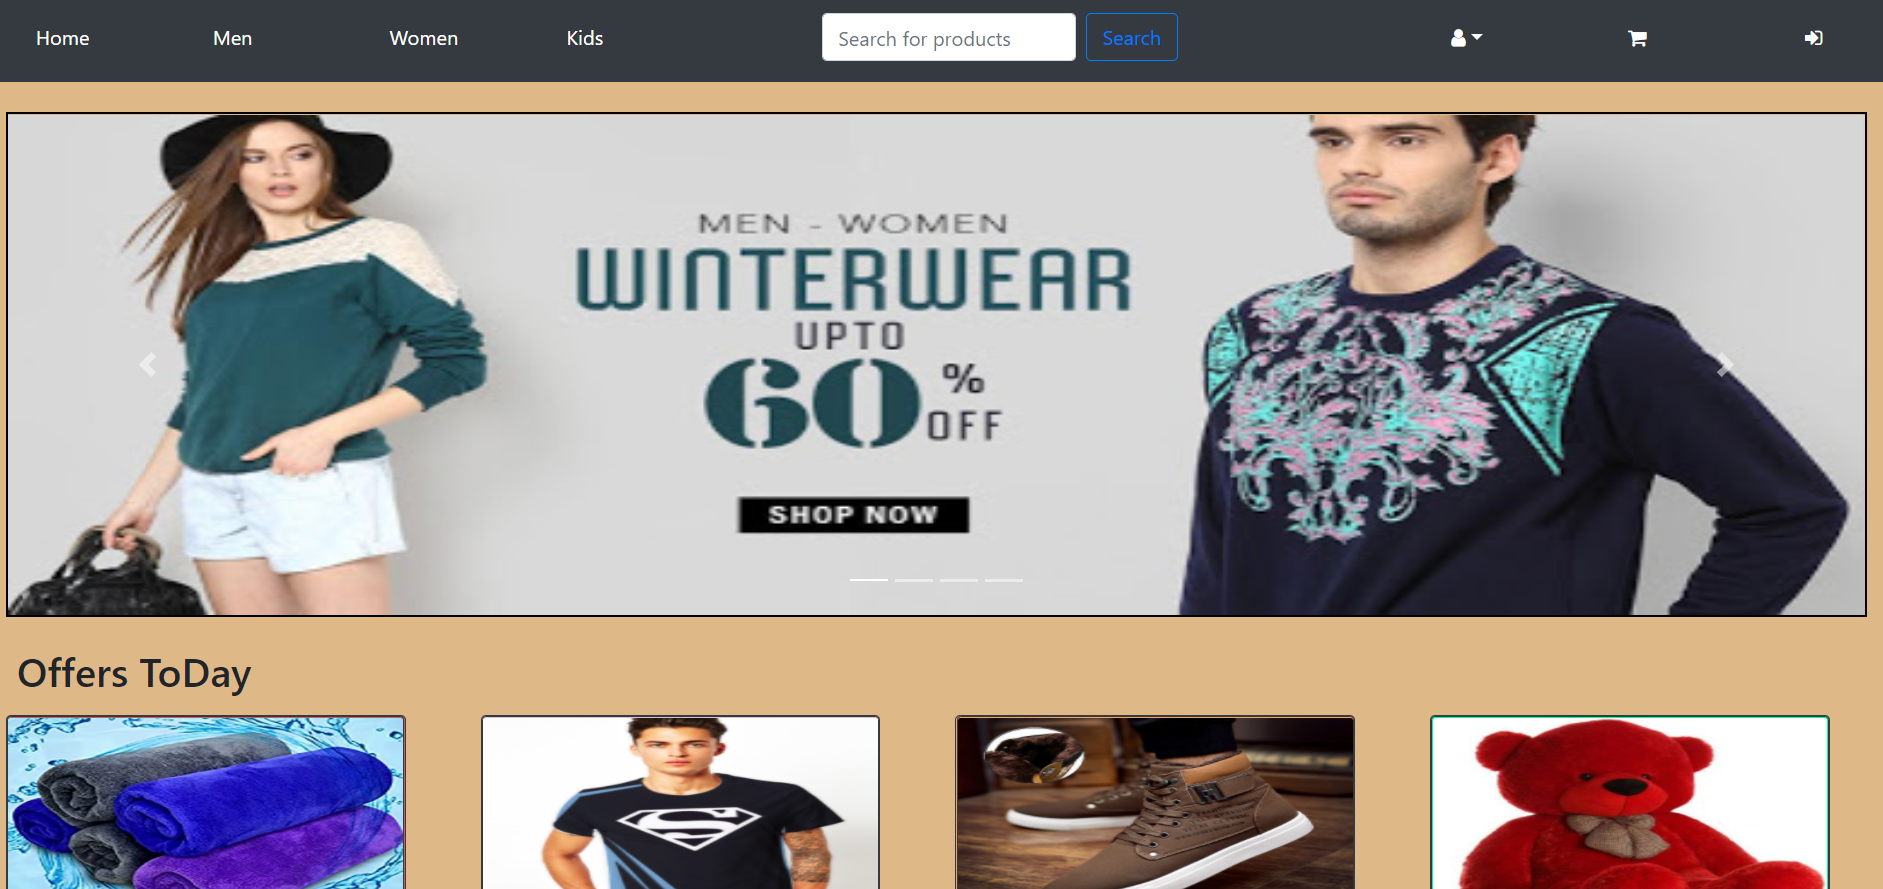 Home Men Women Kids Search for products Search
MEN - WOMEN
WINTERWEAR
UPTO
60 %
OFF
SHOP NOW
Offers ToDay
S